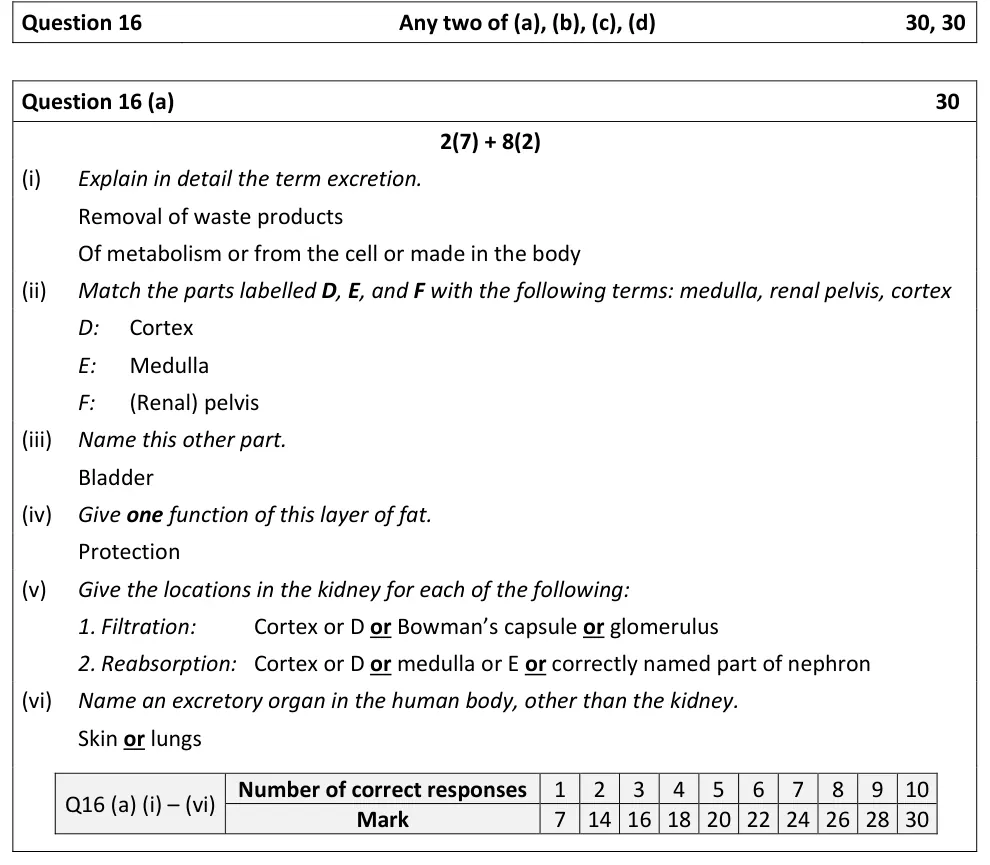 Question 16 Any two of (a), (b), (c), (d) 30, 30
Question 16 (a) 30
2(7) + 8(2)
(i) Explain in detail the term excretion.
Removal of waste products
Of metabolism or from the cell or made in the body
(ii) Match the parts labelled D, E, and F with the following terms: medulla, renal pelvis, cortex
D: Cortex
E: Medulla
F: (Renal) pelvis
(iii) Name this other part.
Bladder
(iv) Give one function of this layer of fat.
Protection
(v) Give the locations in the kidney for each of the following:
1. Filtration: Cortex or D or Bowman’s capsule or glomerulus
2. Reabsorption: Cortex or D or medulla or E or correctly named part of nephron
(vi) Name an excretory organ in the human body, other than the kidney.
Skin or lungs
Q16 (a) (i) – (vi) Number of correct responses 1 2 3 4 5 6 7 8 9 10
Mark 7 14 16 18 20 22 24 26 28 30